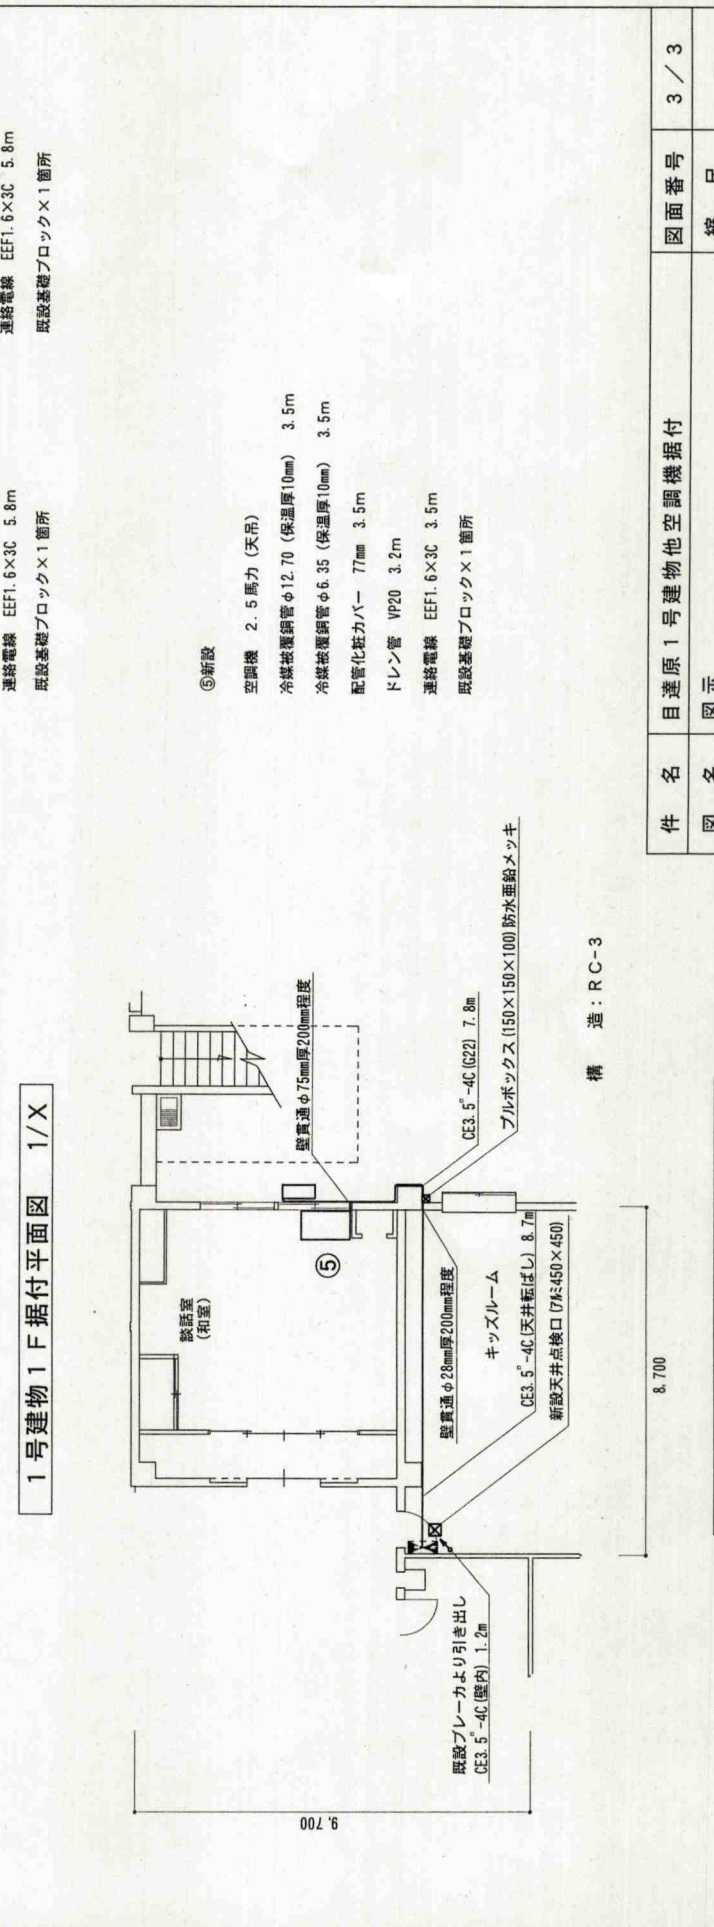 1号建物1F据付平面図 1/X
連絡電線 EEF1.6×3C 5.8m
既設基礎ブロック×1箇所
連絡電線 EEF1.6×3C 5.8m
既設基礎ブロック×1箇所
⑤新設
空調機 2.5馬力(天吊)
冷媒被覆銅管φ12.70(保温厚10mm) 3.5m
冷媒被覆銅管φ6.35(保温厚10mm) 3.5m
配管化粧カバー 77mm 3.5m
ドレン管 VP20 3.2m
連絡電線 EEF1.6×3C 3.5m
既設基礎ブロック×1箇所
談話室
(和室)
⑤
壁貫通φ75mm厚200mm程度
CE3.5°-4C(G22) 7.8m
プルボックス(150×150×100)防水亜鉛メッキ
壁貫通φ28mm厚200mm程度
キッズルーム
CE3.5°-4C(天井転ばし) 8.7m
新設天井点検口(アルミ450×450)
既設ブレーカより引き出し
CE3.5°-4C(壁内) 1.2m
9,700
8,700
構 造:RC-3
件 名 目達原1号建物他空調機据付 図面番号 3/3
図 名 図示 縮 尺